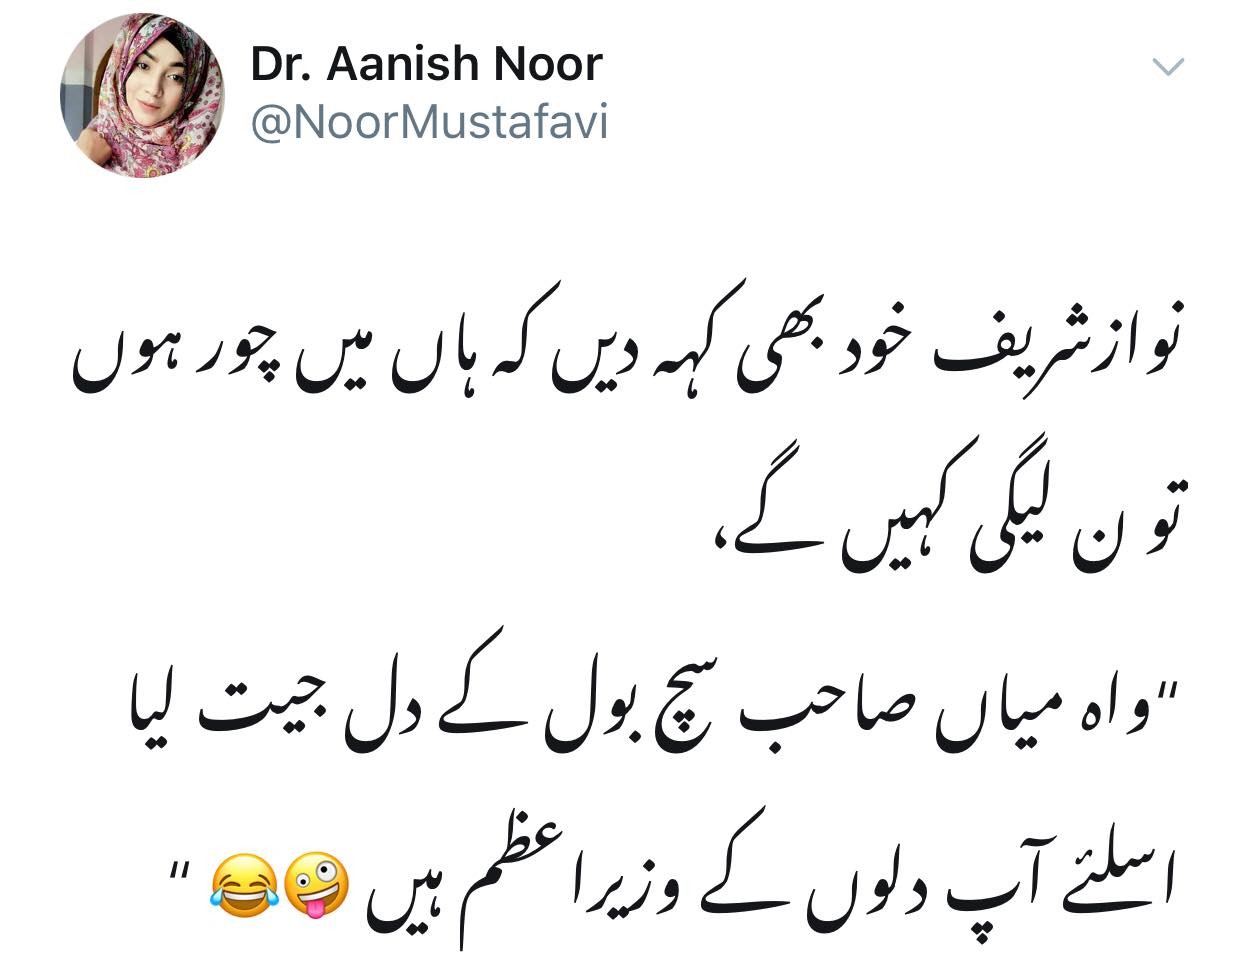 Dr. Aanish Noor
@NoorMustafavi
نوازشریف خود بھی کہہ دیں کہ ہاں میں چور ہوں
تو ن لیگی کہیں گے،
"واہ میاں صاحب سچ بول کے دل جیت لیا
اسلئے آپ دلوں کے وزیراعظم ہیں 🤪😂 "